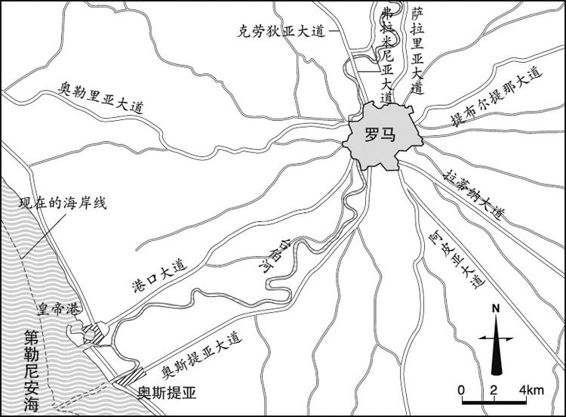 克劳狄亚大道
弗拉米尼亚大道
萨拉里亚大道
奥勒里亚大道
提布尔提那大道
罗马
拉蒂纳大道
现在的海岸线
台伯河
阿皮亚大道
港口大道
皇帝港
奥斯提亚大道
第勒尼安海
奥斯提亚
N
0 2 4km